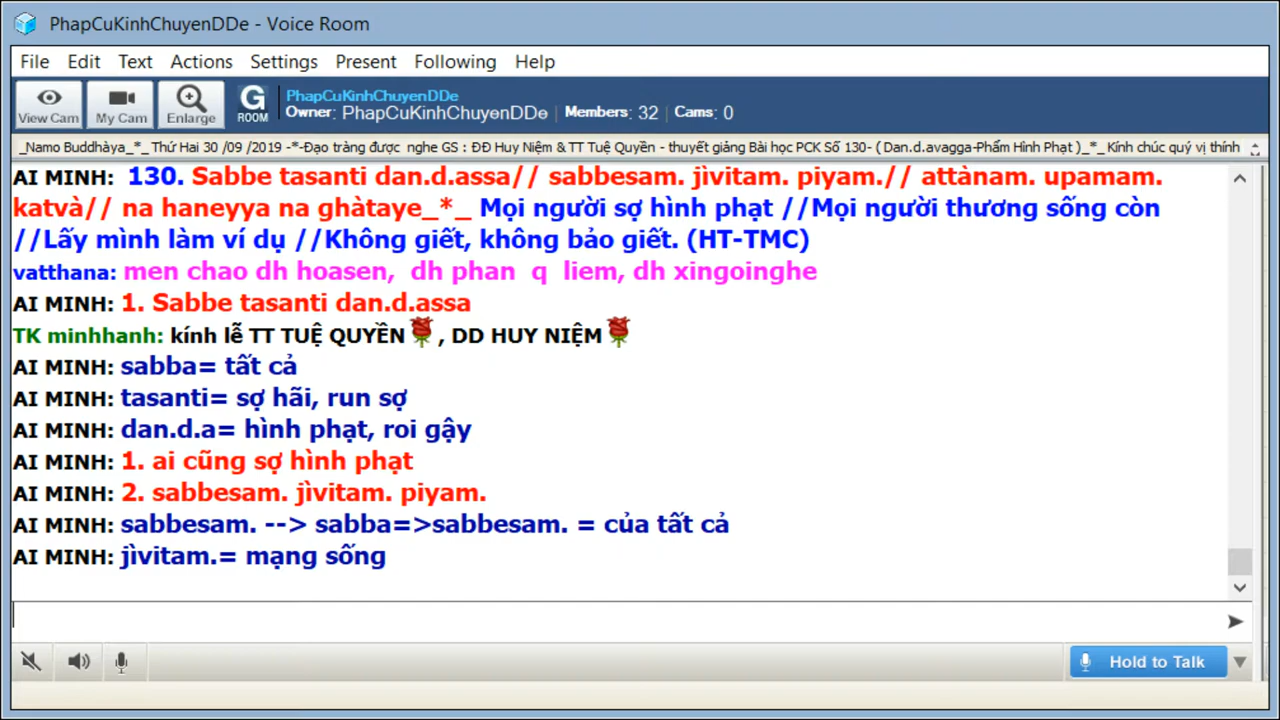 PhapCuKinhChuyenDDe - Voice Room
File Edit Text Actions Settings Present Following Help
View Cam My Cam Enlarge G ROOM PhapCuKinhChuyenDDe
Owner: PhapCuKinhChuyenDDe | Members: 32 | Cams: 0
_Namo Buddhàya_*_ Thứ Hai 30 /09 /2019 -*-Đạo tràng được nghe GS : ĐĐ Huy Niệm & TT Tuệ Quyền - thuyết giảng Bài học PCK Số 130- ( Dan.d.avagga-Phẩm Hình Phạt )_*_ Kính chúc quý vị thính
AI MINH: 130. Sabbe tasanti dan.d.assa// sabbesam. jìvitam. piyam.// attànam. upamam.
katvà// na haneyya na ghàtaye_*_ Mọi người sợ hình phạt //Mọi người thương sống còn
//Lấy mình làm ví dụ //Không giết, không bảo giết. (HT-TMC)
vatthana: men chao dh hoasen, dh phan q liem, dh xingoinghe
AI MINH: 1. Sabbe tasanti dan.d.assa
TK minhhanh: kính lễ TT TUỆ QUYỀN , DD HUY NIỆM
AI MINH: sabba= tất cả
AI MINH: tasanti= sợ hãi, run sợ
AI MINH: dan.d.a= hình phạt, roi gậy
AI MINH: 1. ai cũng sợ hình phạt
AI MINH: 2. sabbesam. jìvitam. piyam.
AI MINH: sabbesam. --> sabba=>sabbesam. = của tất cả
AI MINH: jìvitam.= mạng sống
Hold to Talk